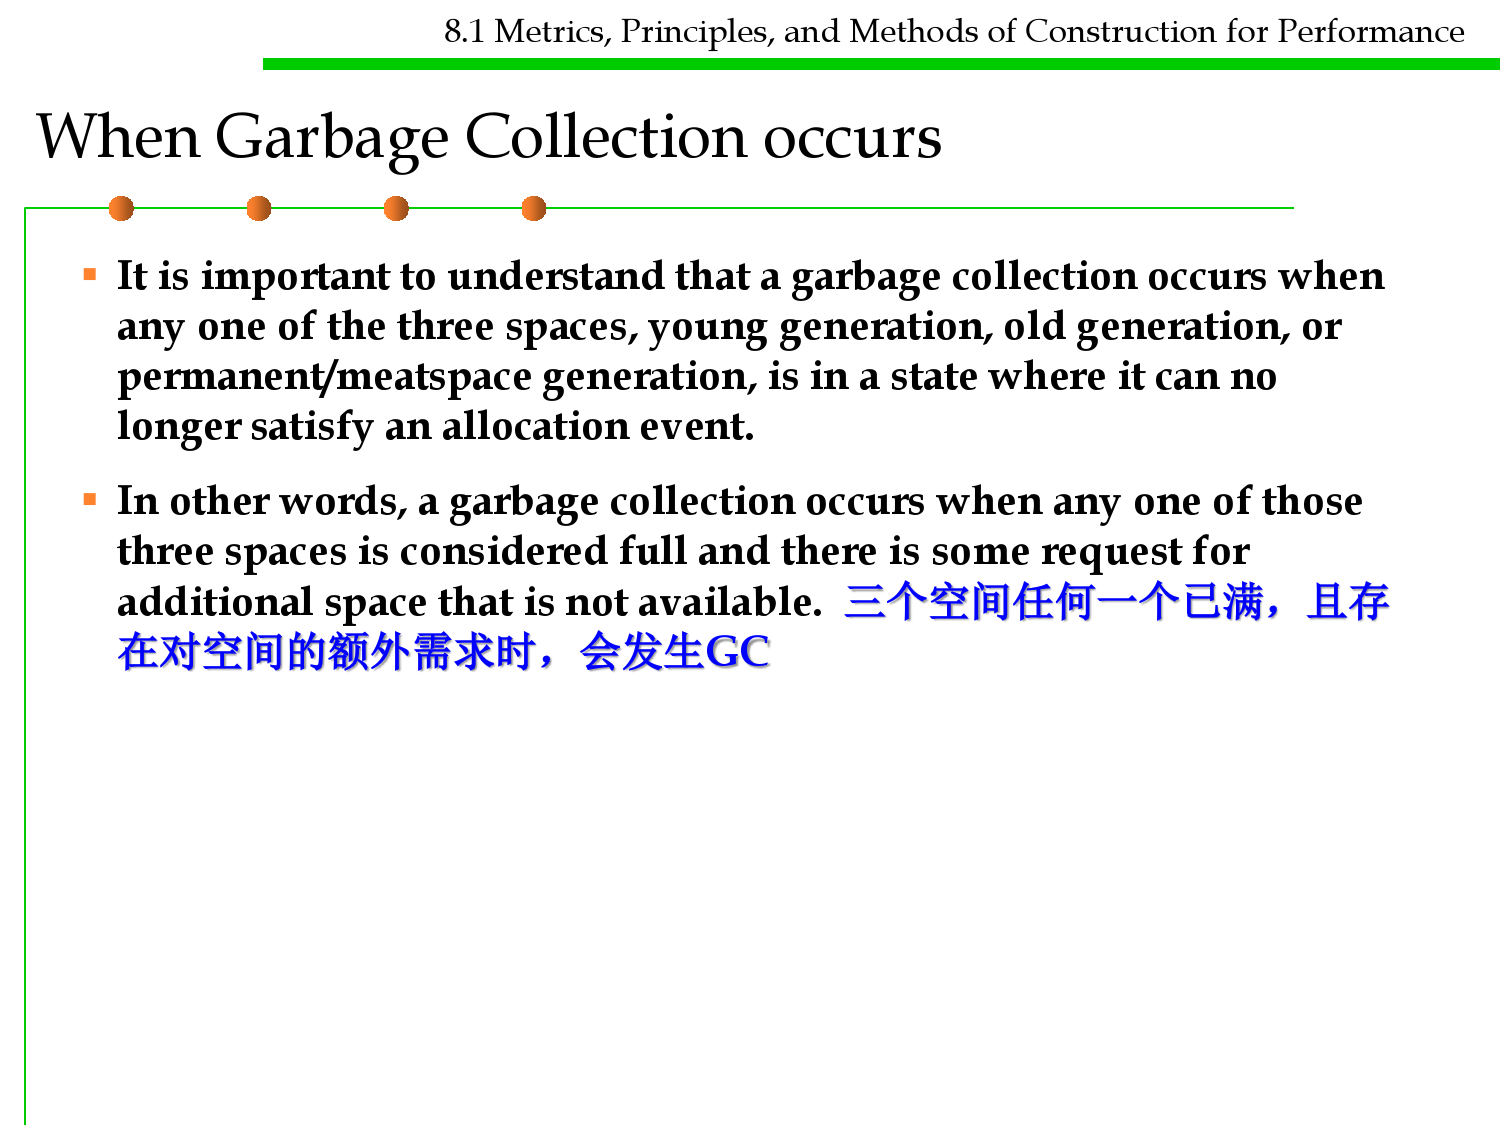 8.1 Metrics, Principles, and Methods of Construction for Performance
When Garbage Collection occurs
▪ It is important to understand that a garbage collection occurs when
any one of the three spaces, young generation, old generation, or
permanent/meatspace generation, is in a state where it can no
longer satisfy an allocation event.
▪ In other words, a garbage collection occurs when any one of those
three spaces is considered full and there is some request for
additional space that is not available. 三个空间任何一个已满，且存
在对空间的额外需求时，会发生GC